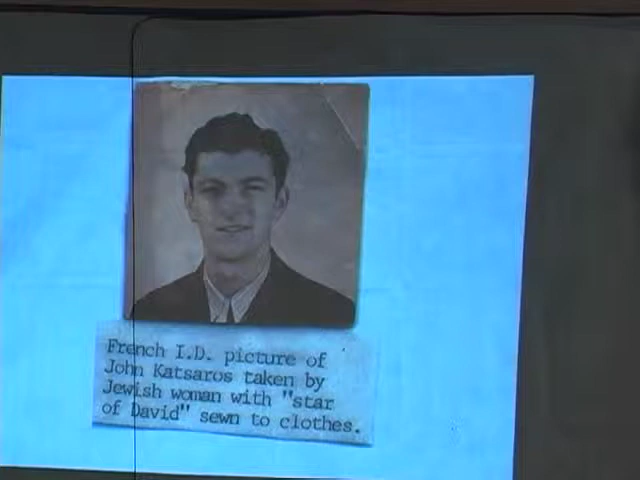 French I.D. picture of
John Katsaros taken by
Jewish woman with "star
of David" sewn to clothes.